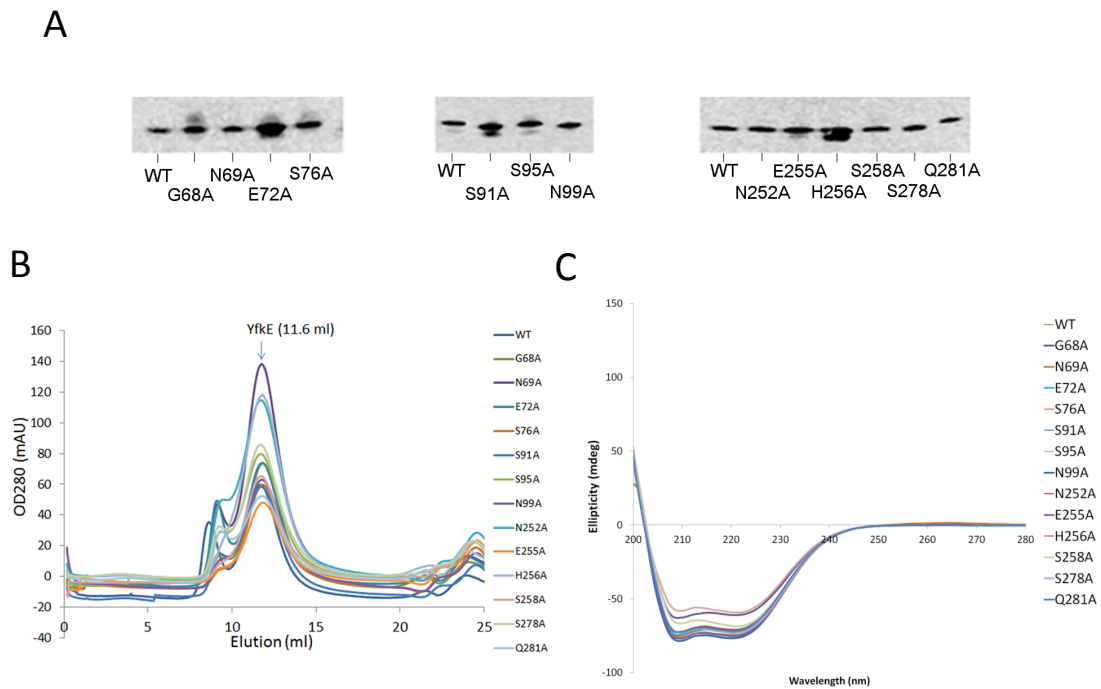 A
WT
G68A
N69A
E72A
S76A
WT
S91A
S95A
N99A
WT
N252A
E255A
H256A
S258A
S278A
Q281A
B
YfkE (11.6 ml)
OD280 (mAU)
160
140
120
100
80
60
40
20
0
-20
-40
0
5
10
15
20
25
Elution (ml)
WT
G68A
N69A
E72A
S76A
S91A
S95A
N99A
N252A
E255A
H256A
S258A
S278A
Q281A
C
Ellipticity (mdeg)
150
100
50
0
-50
-100
200
210
220
230
240
250
260
270
280
Wavelength (nm)
WT
G68A
N69A
E72A
S76A
S91A
S95A
N99A
N252A
E255A
H256A
S258A
S278A
Q281A